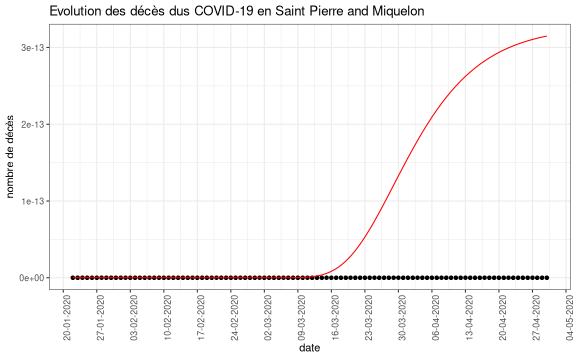 Evolution des décès dus COVID-19 en Saint Pierre and Miquelon
nombre de décès
3e-13
2e-13
1e-13
0e+00
20-01-2020
27-01-2020
03-02-2020
10-02-2020
17-02-2020
24-02-2020
02-03-2020
09-03-2020
16-03-2020
23-03-2020
30-03-2020
06-04-2020
13-04-2020
20-04-2020
27-04-2020
04-05-2020
date